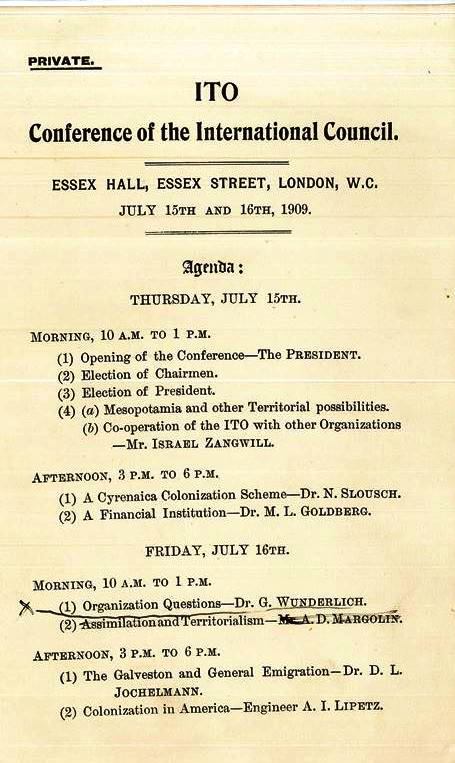 PRIVATE.
ITO
Conference of the International Council.
ESSEX HALL, ESSEX STREET, LONDON, W.C.
JULY 15TH AND 16TH, 1909.
Agenda:
THURSDAY, JULY 15TH.
MORNING, 10 A.M. TO 1 P.M.
(1) Opening of the Conference—The PRESIDENT.
(2) Election of Chairmen.
(3) Election of President.
(4) (a) Mesopotamia and other Territorial possibilities.
(b) Co-operation of the ITO with other Organizations
—Mr. ISRAEL ZANGWILL.
AFTERNOON, 3 P.M. TO 6 P.M.
(1) A Cyrenaica Colonization Scheme—Dr. N. SLOUSCH.
(2) A Financial Institution—Dr. M. L. GOLDBERG.
FRIDAY, JULY 16TH.
MORNING, 10 A.M. TO 1 P.M.
(1) Organization Questions—Dr. G. WUNDERLICH.
(2) Assimilation and Territorialism—Mr. A. D. MARGOLIN.
AFTERNOON, 3 P.M. TO 6 P.M.
(1) The Galveston and General Emigration—Dr. D. L.
JOCHELMANN.
(2) Colonization in America—Engineer A. I. LIPETZ.